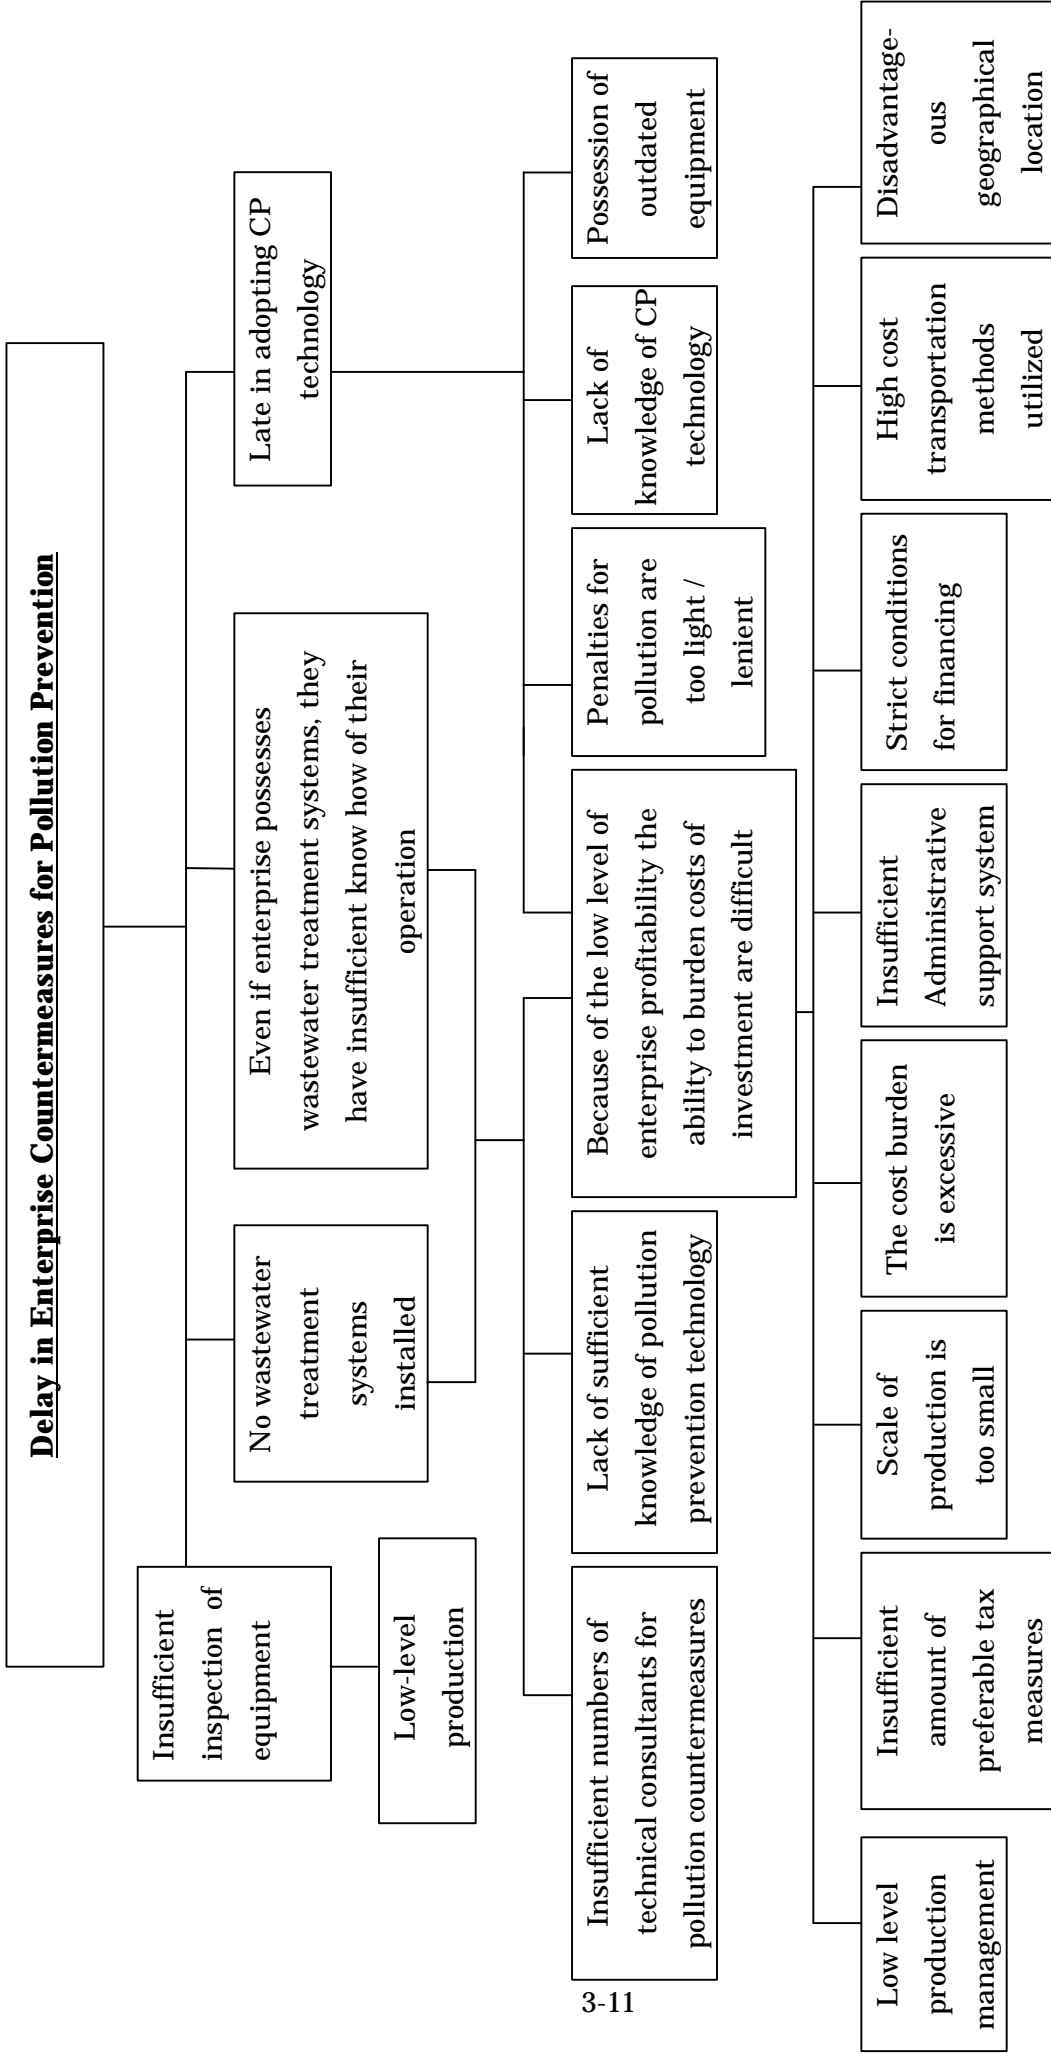 Delay in Enterprise Countermeasures for Pollution Prevention
Insufficient
inspection of
equipment
No wastewater
treatment
systems
installed
Even if enterprise possesses
wastewater treatment systems, they
have insufficient know how of their
operation
Late in adopting CP
technology
Low-level
production
Insufficient numbers of
technical consultants for
pollution countermeasures
Lack of sufficient
knowledge of pollution
prevention technology
Because of the low level of
enterprise profitability the
ability to burden costs of
investment are difficult
Penalties for
pollution are
too light /
lenient
Lack of
knowledge of CP
technology
Possession of
outdated
equipment
Low level
production
management
Insufficient
amount of
preferable tax
measures
Scale of
production is
too small
The cost burden
is excessive
Insufficient
Administrative
support system
Strict conditions
for financing
High cost
transportation
methods
utilized
Disadvantage-
ous
geographical
location
3-11